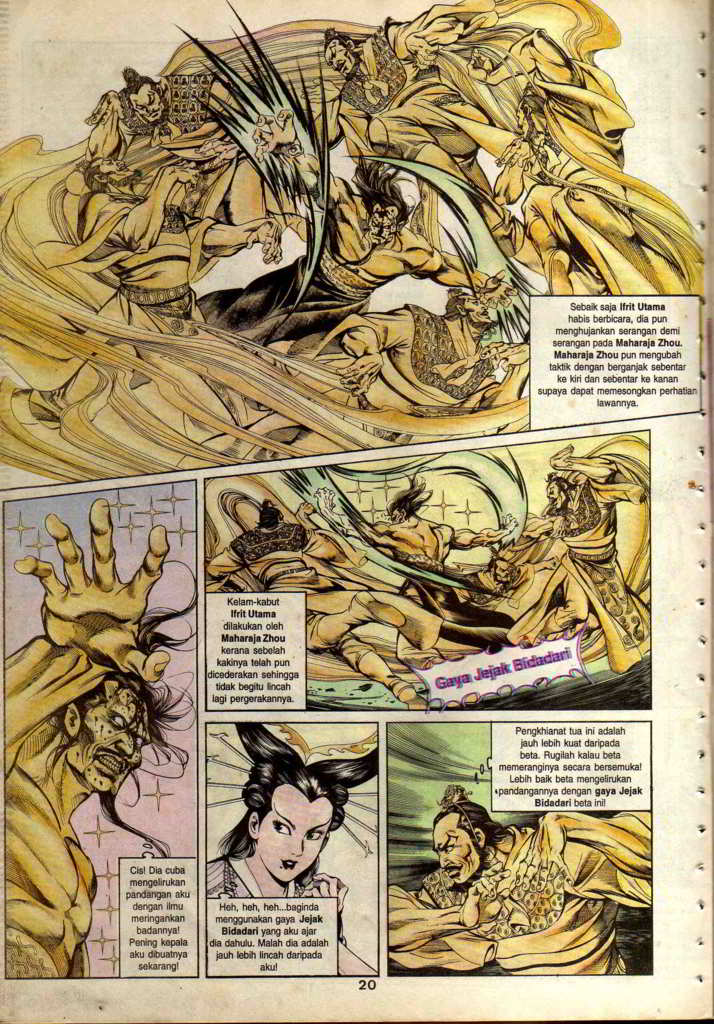 Sebaik saja Ifrit Utama
habis berbicara, dia pun
menghujankan serangan demi
serangan pada Maharaja Zhou.
Maharaja Zhou pun mengubah
taktik dengan berganjak sebentar
ke kiri dan sebentar ke kanan
supaya dapat memesongkan perhatian
lawannya.
Kelam-kabut
Ifrit Utama
dilakukan oleh
Maharaja Zhou
kerana sebelah
kakinya telah pun
dicederakan sehingga
tidak begitu lincah
lagi pergerakannya.
Gaya Jejak Bidadari
Cis! Dia cuba
mengelirukan
pandangan aku
dengan ilmu
meringankan
badannya!
Pening kepala
aku dibuatnya
sekarang!
Heh, heh, heh...baginda
menggunakan gaya Jejak
Bidadari yang aku ajar
dia dahulu. Malah dia adalah
jauh lebih lincah daripada
aku!
Pengkhianat tua ini adalah
jauh lebih kuat daripada
beta. Rugilah kalau beta
memeranginya secara bersemuka!
Lebih baik beta mengelirukan
pandangannya dengan gaya Jejak
Bidadari beta ini!
20